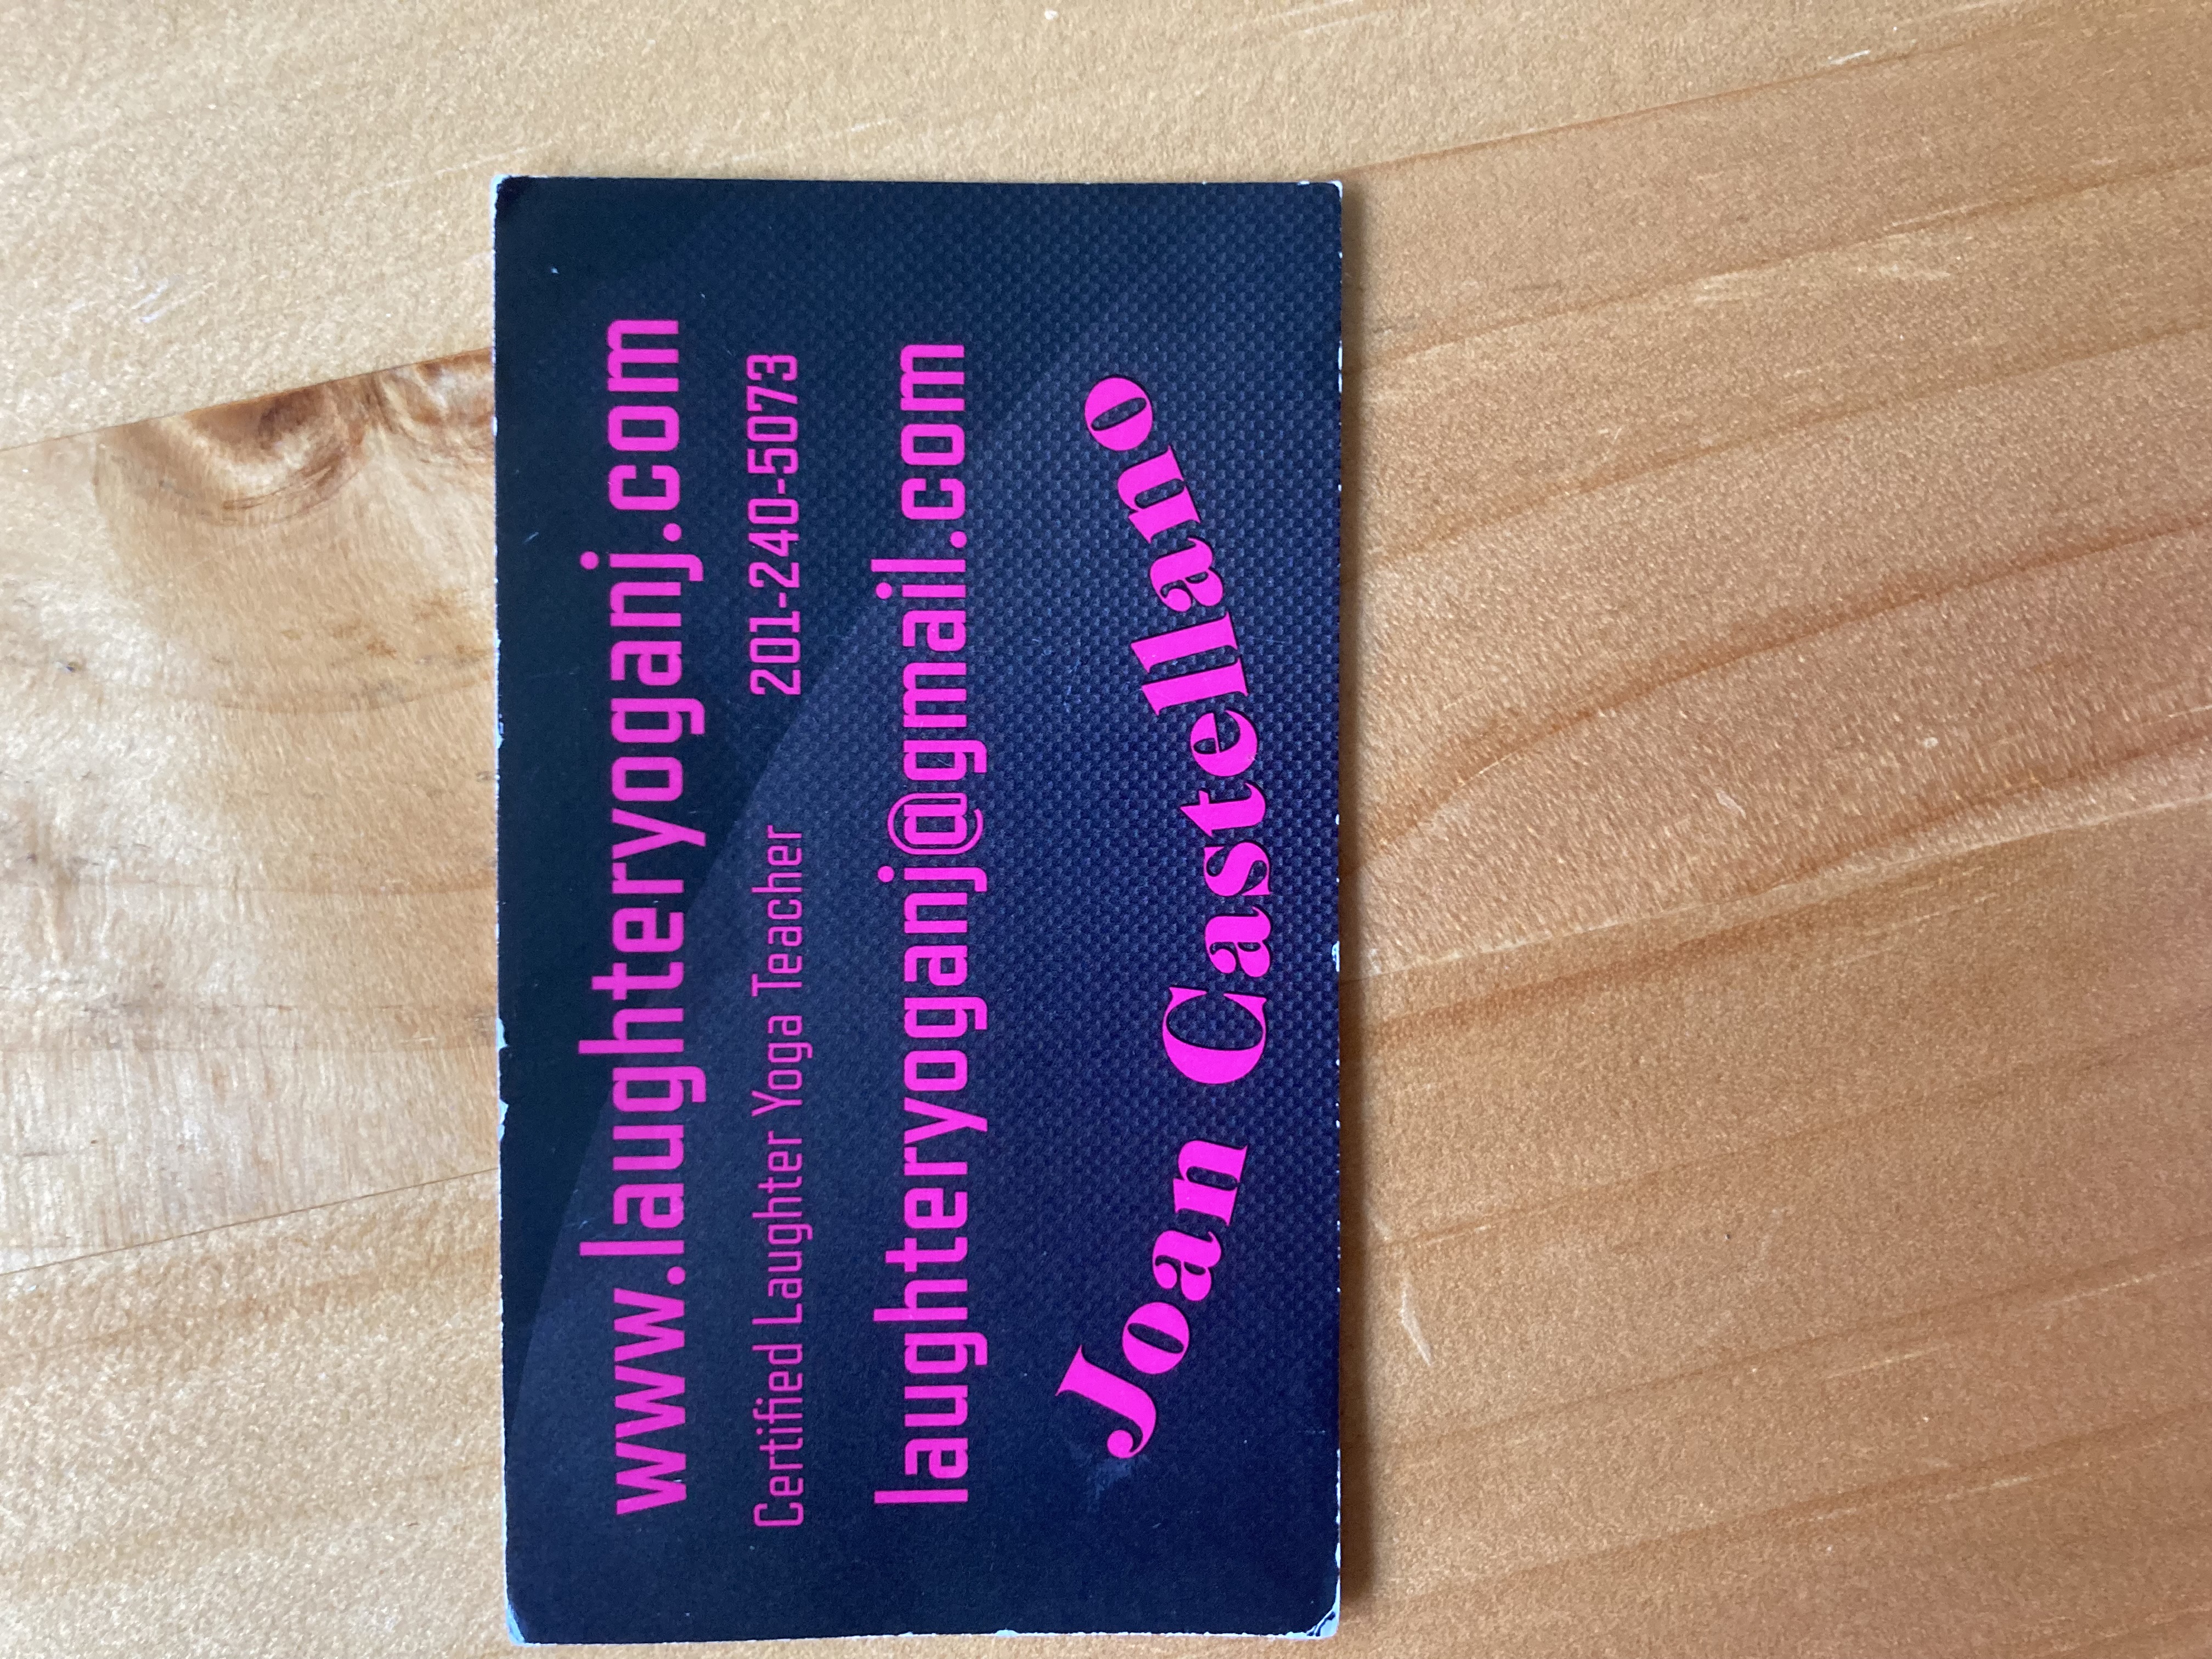 www.laughteryoganj.com
Certified Laughter Yoga Teacher 201-240-5073
laughteryoganj@gmail.com
Joan Castellano